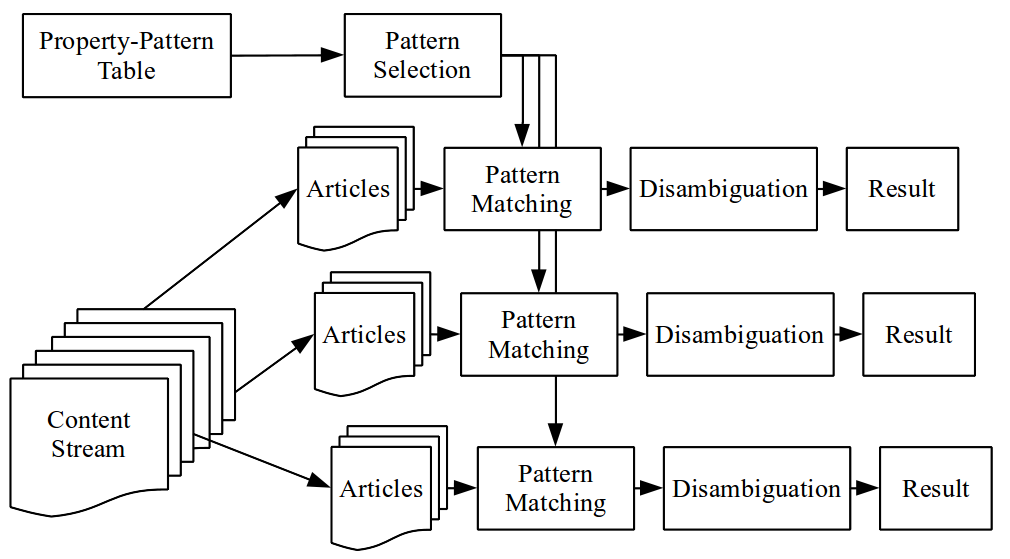 Property-Pattern
Table
Pattern
Selection
Articles
Pattern
Matching
Disambiguation
Result
Articles
Pattern
Matching
Disambiguation
Result
Content
Stream
Articles
Pattern
Matching
Disambiguation
Result